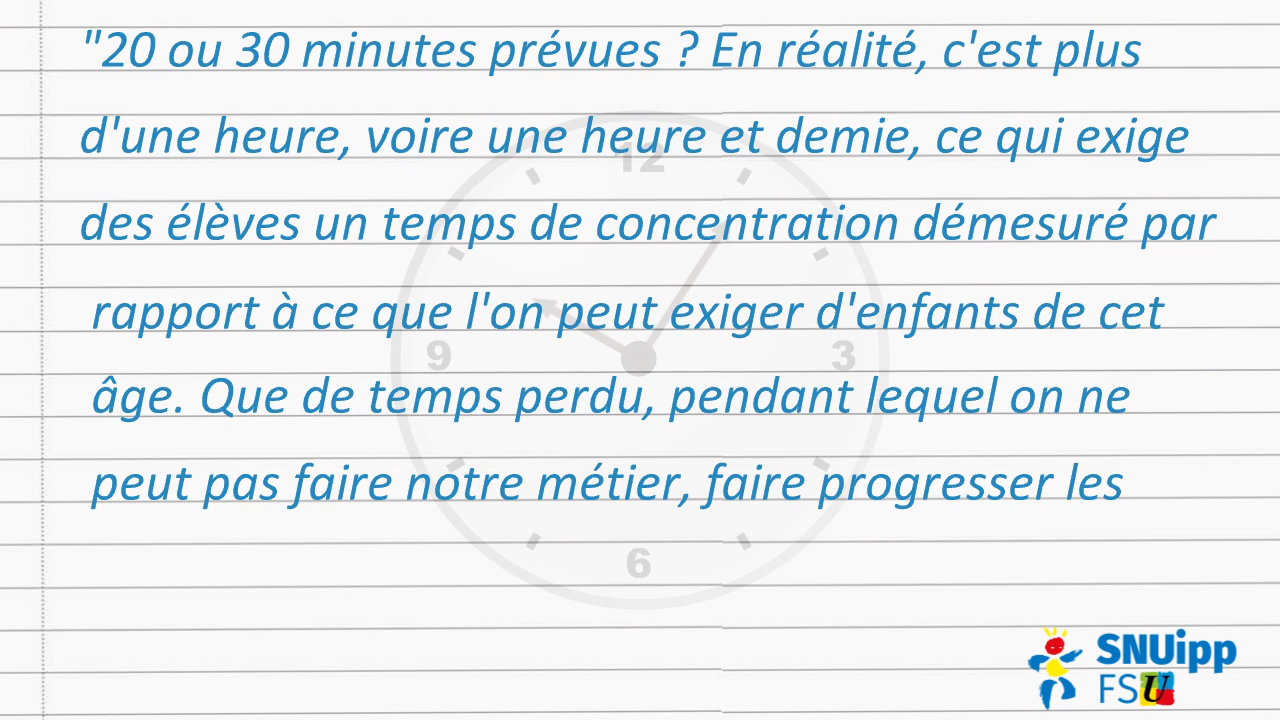 "20 ou 30 minutes prévues ? En réalité, c'est plus
d'une heure, voire une heure et demie, ce qui exige
des élèves un temps de concentration démesuré par
rapport à ce que l'on peut exiger d'enfants de cet
âge. Que de temps perdu, pendant lequel on ne
peut pas faire notre métier, faire progresser les
12
9
3
6
SNUipp
FSU